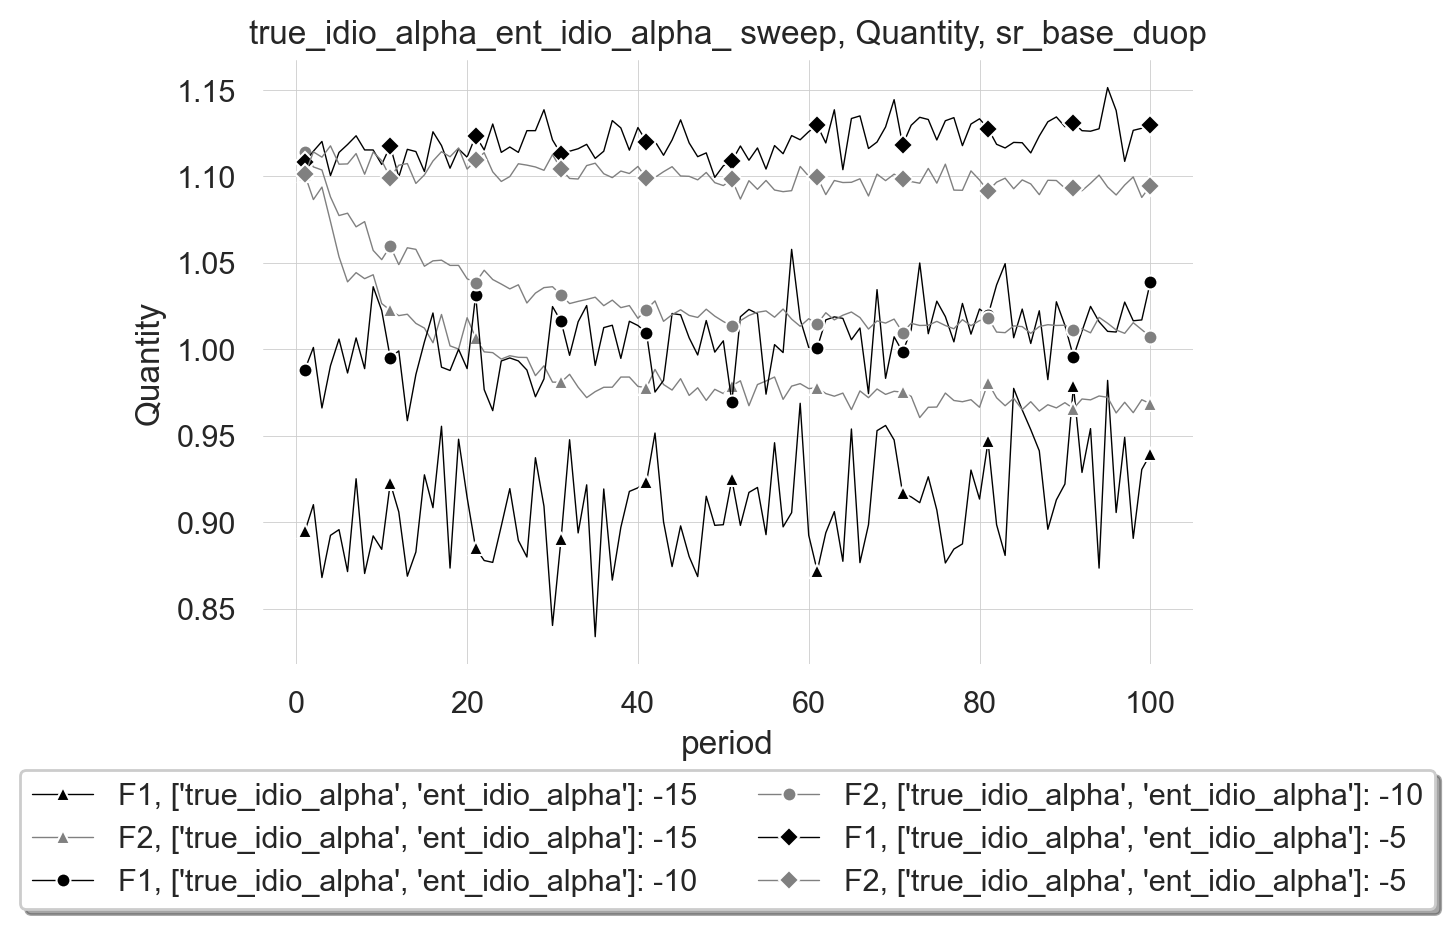 true_idio_alpha_ent_idio_alpha_ sweep, Quantity, sr_base_duop
1.15
1.10
1.05
1.00
0.95
0.90
0.85
Quantity
0 20 40 60 80 100
period
F1, ['true_idio_alpha', 'ent_idio_alpha']: -15
F2, ['true_idio_alpha', 'ent_idio_alpha']: -15
F1, ['true_idio_alpha', 'ent_idio_alpha']: -10
F2, ['true_idio_alpha', 'ent_idio_alpha']: -10
F1, ['true_idio_alpha', 'ent_idio_alpha']: -5
F2, ['true_idio_alpha', 'ent_idio_alpha']: -5